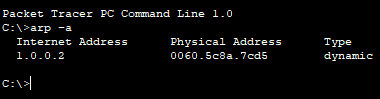 Packet Tracer PC Command Line 1.0
C:\>arp -a
Internet Address Physical Address Type
1.0.0.2 0060.5c8a.7cd5 dynamic
C:\>